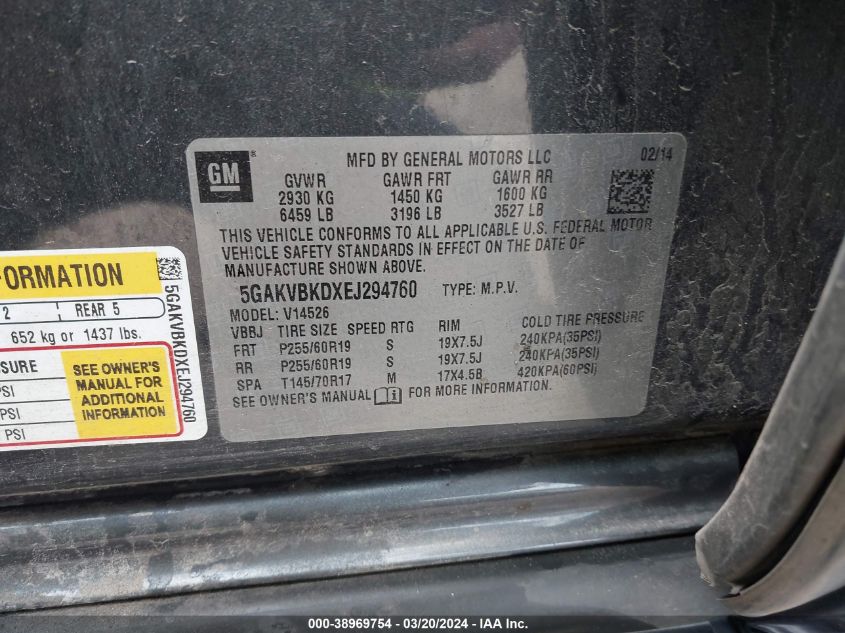 GM ®
MFD BY GENERAL MOTORS LLC
02/14
GVWR GAWR FRT GAWR RR
2930 KG 1450 KG 1600 KG
6459 LB 3196 LB 3527 LB
THIS VEHICLE CONFORMS TO ALL APPLICABLE U.S. FEDERAL MOTOR
VEHICLE SAFETY STANDARDS IN EFFECT ON THE DATE OF
MANUFACTURE SHOWN ABOVE.
5GAKVBKDXEJ294760 TYPE: M.P.V.
MODEL: V14526
VBBJ TIRE SIZE SPEED RTG RIM COLD TIRE PRESSURE
FRT P255/60R19 S 19X7.5J 240KPA(35PSI)
RR P255/60R19 S 19X7.5J 240KPA(35PSI)
SPA T145/70R17 M 17X4.5B 420KPA(60PSI)
SEE OWNER'S MANUAL FOR MORE INFORMATION
FORMATION
2 REAR 5
652 kg or 1437 lbs.
SURE
PSI
PSI
PSI
SEE OWNER'S
MANUAL FOR
ADDITIONAL
INFORMATION
5GAKVBKDXEJ294760
000-38969754 — 03/20/2024 — IAA Inc.